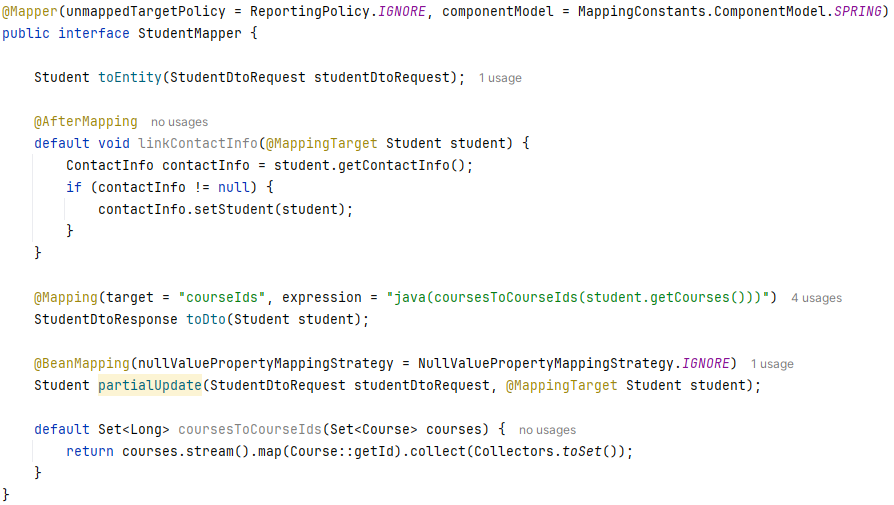 @Mapper(unmappedTargetPolicy = ReportingPolicy.IGNORE, componentModel = MappingConstants.ComponentModel.SPRING)
public interface StudentMapper {
    Student toEntity(StudentDtoRequest studentDtoRequest);  1 usage
    @AfterMapping  no usages
    default void linkContactInfo(@MappingTarget Student student) {
        ContactInfo contactInfo = student.getContactInfo();
        if (contactInfo != null) {
            contactInfo.setStudent(student);
        }
    }
    @Mapping(target = "courseIds", expression = "java(coursesToCourseIds(student.getCourses()))")  4 usages
    StudentDtoResponse toDto(Student student);
    @BeanMapping(nullValuePropertyMappingStrategy = NullValuePropertyMappingStrategy.IGNORE)  1 usage
    Student partialUpdate(StudentDtoRequest studentDtoRequest, @MappingTarget Student student);
    default Set<Long> coursesToCourseIds(Set<Course> courses) {  no usages
        return courses.stream().map(Course::getId).collect(Collectors.toSet());
    }
}